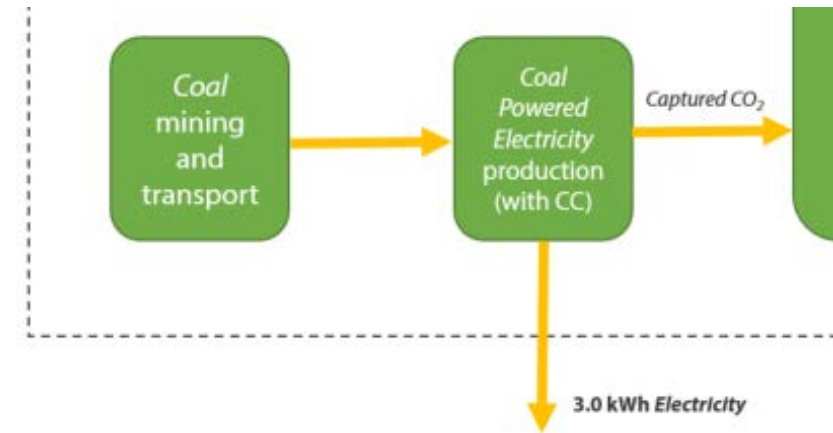 Coal
mining
and
transport
Coal
Powered
Electricity
production
(with CC)
Captured CO₂
3.0 kWh Electricity